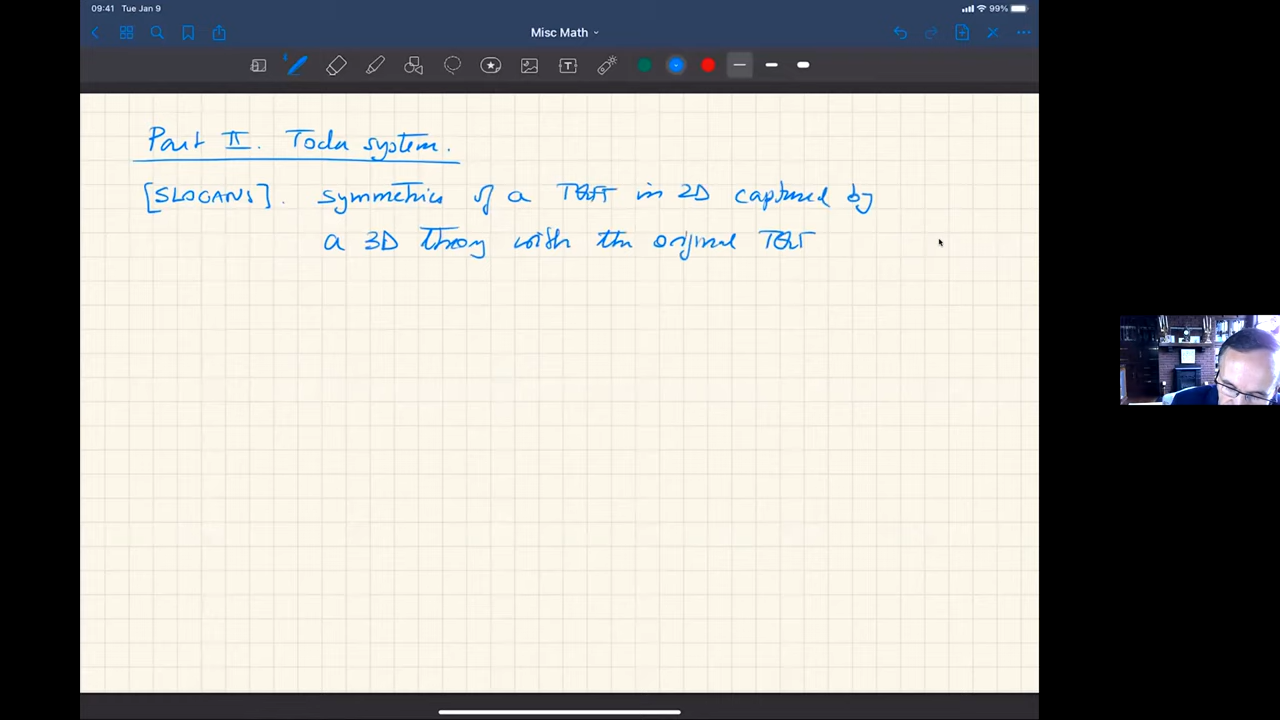 09:41 Tue Jan 9
99%
Misc Math
Part II. Toda system.
[SLOGANS]. symmetries of a TQFT in 2D captured by
a 3D theory with the original TQFT